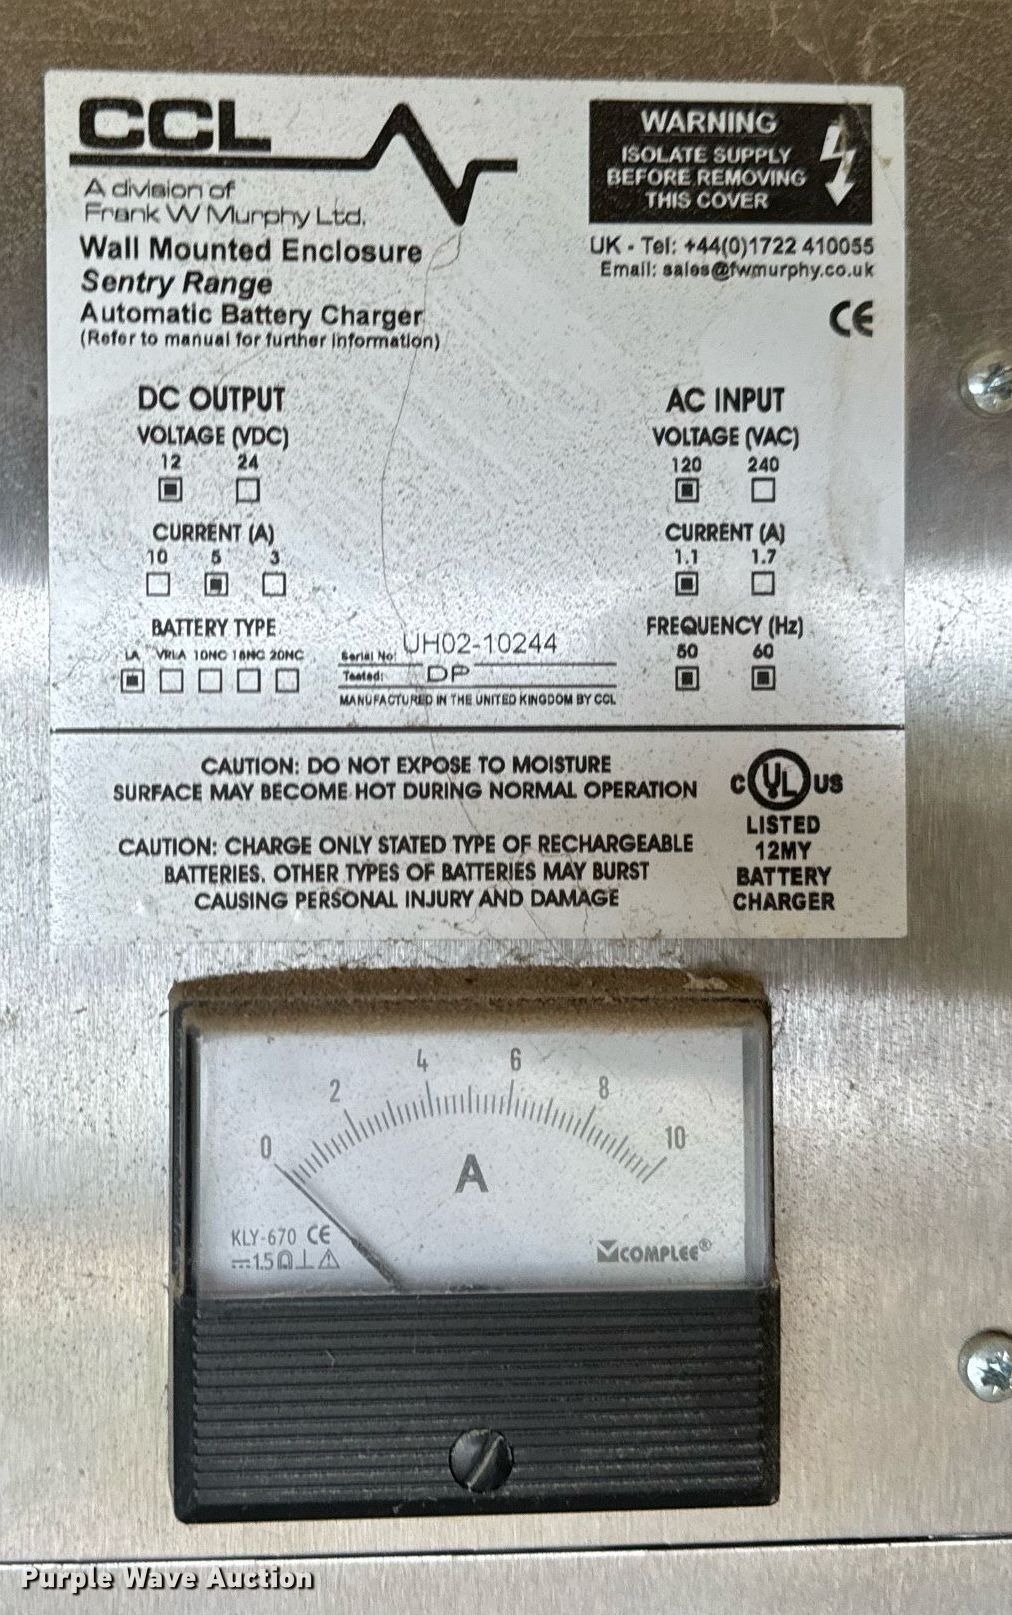 CCL
A division of
Frank W Murphy Ltd.
Wall Mounted Enclosure
Sentry Range
Automatic Battery Charger
(Refer to manual for further information)
WARNING
ISOLATE SUPPLY
BEFORE REMOVING
THIS COVER
UK - Tel: +44(0)1722 410055
Email: sales@fwmurphy.co.uk
CE
DC OUTPUT
VOLTAGE (VDC)
12 24
CURRENT (A)
10 5 3
BATTERY TYPE
LA VRLA 10NC 18NC 20NC
Serial No: UH02-10244
Tested: DP
MANUFACTURED IN THE UNITED KINGDOM BY CCL
AC INPUT
VOLTAGE (VAC)
120 240
CURRENT (A)
1.1 1.7
FREQUENCY (Hz)
50 60
CAUTION: DO NOT EXPOSE TO MOISTURE
SURFACE MAY BECOME HOT DURING NORMAL OPERATION
CAUTION: CHARGE ONLY STATED TYPE OF RECHARGEABLE
BATTERIES. OTHER TYPES OF BATTERIES MAY BURST
CAUSING PERSONAL INJURY AND DAMAGE
C UL US
LISTED
12MY
BATTERY
CHARGER
0 2 4 6 8 10
A
KLY-670 CE
1.5
COMPLEE®
Purple Wave Auction